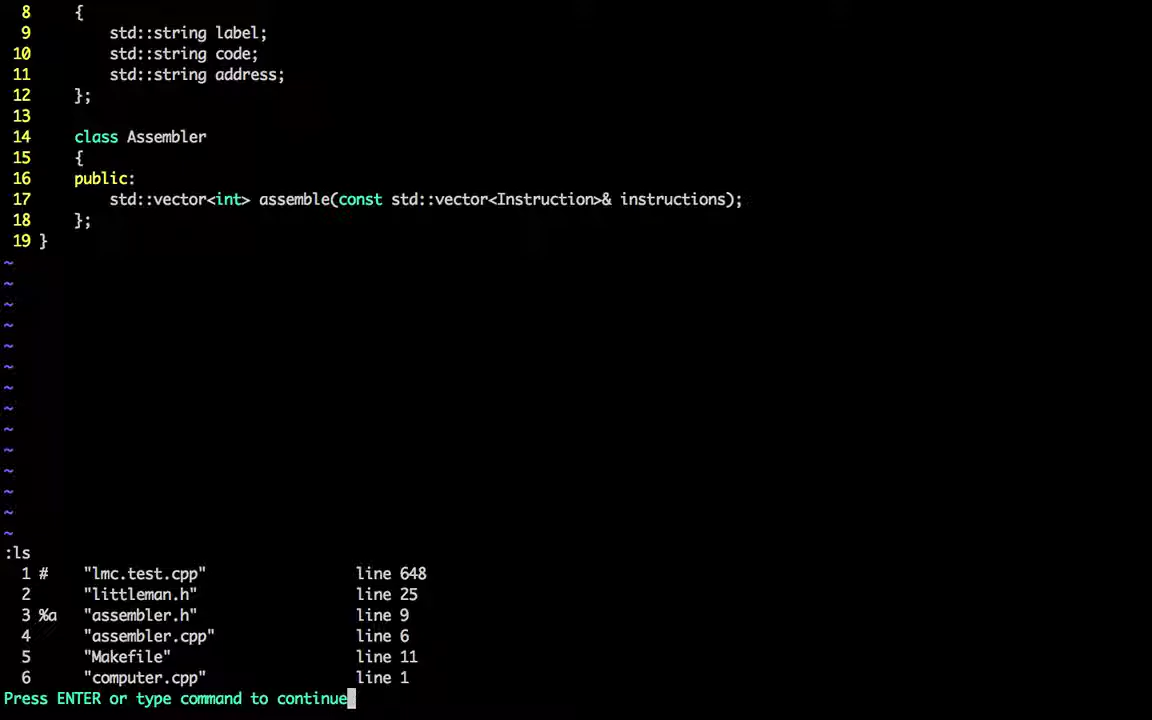 8    {
9        std::string label;
10        std::string code;
11        std::string address;
12    };
13
14    class Assembler
15    {
16    public:
17        std::vector<int> assemble(const std::vector<Instruction>& instructions);
18    };
19 }
~
~
~
~
~
~
~
~
~
~
~
~
~
~
:ls
1 #    "lmc.test.cpp"                 line 648
2      "littleman.h"                  line 25
3 %a   "assembler.h"                  line 9
4      "assembler.cpp"                line 6
5      "Makefile"                     line 11
6      "computer.cpp"                 line 1
Press ENTER or type command to continue